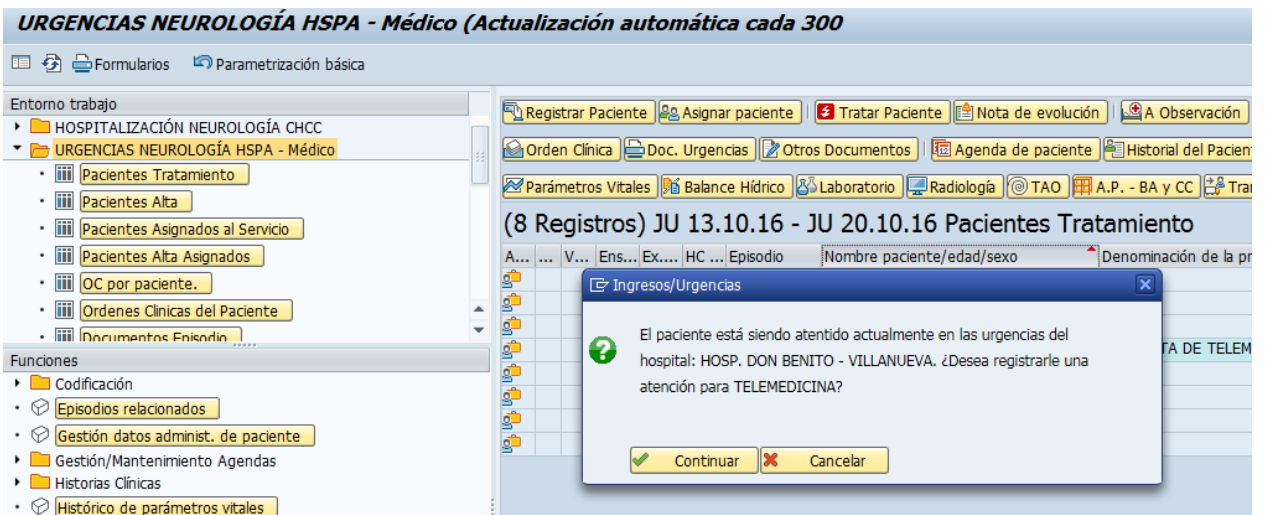 URGENCIAS NEUROLOGÍA HSPA - Médico (Actualización automática cada 300
Formularios Parametrización básica
Entorno trabajo
HOSPITALIZACIÓN NEUROLOGÍA CHCC
URGENCIAS NEUROLOGÍA HSPA - Médico
Pacientes Tratamiento
Pacientes Alta
Pacientes Asignados al Servicio
Pacientes Alta Asignados
OC por paciente.
Ordenes Clinicas del Paciente
Documentos Episodio
Funciones
Codificación
Episodios relacionados
Gestión datos administ. de paciente
Gestión/Mantenimiento Agendas
Historias Clínicas
Histórico de parámetros vitales
Registrar Paciente Asignar paciente Tratar Paciente Nota de evolución A Observación
Orden Clínica Doc. Urgencias Otros Documentos Agenda de paciente Historial del Pacien
Parámetros Vitales Balance Hídrico Laboratorio Radiología TAO A.P. - BA y CC Tra
(8 Registros) JU 13.10.16 - JU 20.10.16 Pacientes Tratamiento
A... ... V... Ens... Ex.... HC ... Episodio Nombre paciente/edad/sexo Denominación de la pr
Ingresos/Urgencias
El paciente está siendo atentido actualmente en las urgencias del
hospital: HOSP. DON BENITO - VILLANUEVA. ¿Desea registrarle una
atención para TELEMEDICINA?
TA DE TELEM
Continuar Cancelar